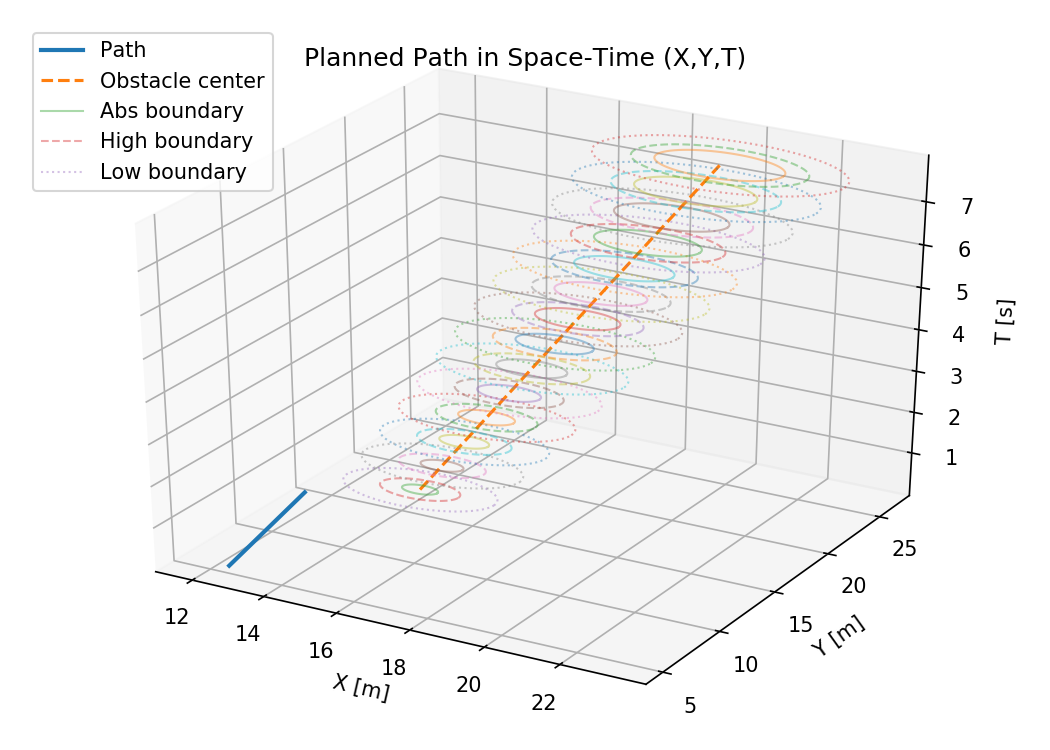 Planned Path in Space-Time (X,Y,T)
Path
Obstacle center
Abs boundary
High boundary
Low boundary
7
6
5
4
3
2
1
T [s]
12
14
16
18
20
22
X [m]
5
10
15
20
25
Y [m]